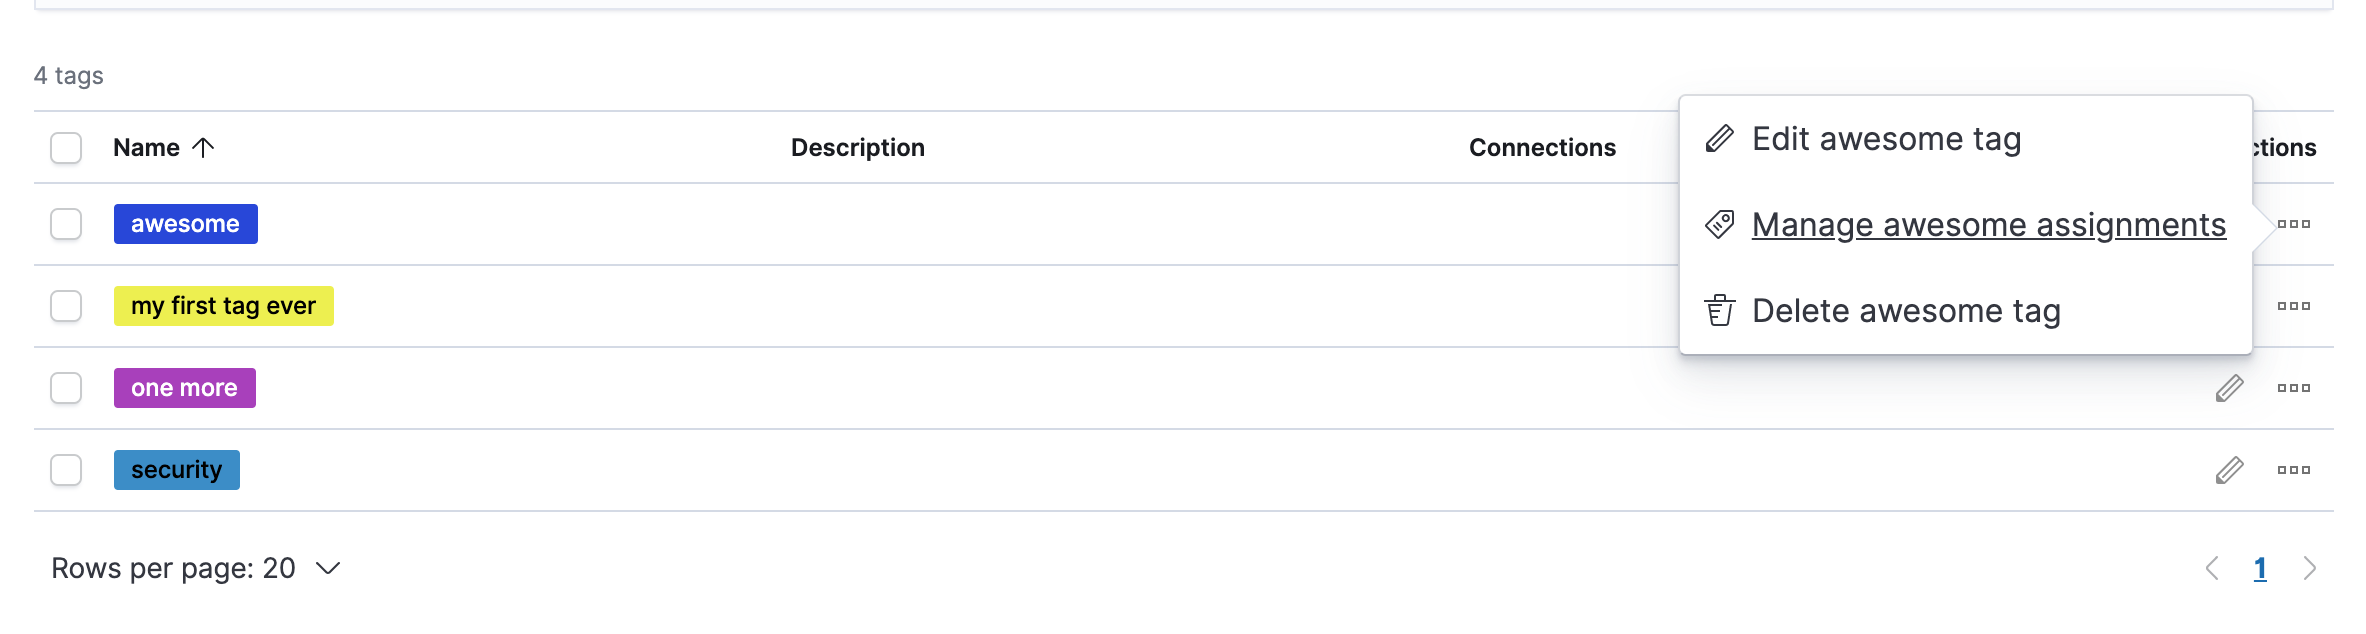 4 tags
Name Description Connections ctions
awesome
my first tag ever
one more
security
Edit awesome tag
Manage awesome assignments
Delete awesome tag
Rows per page: 20
1